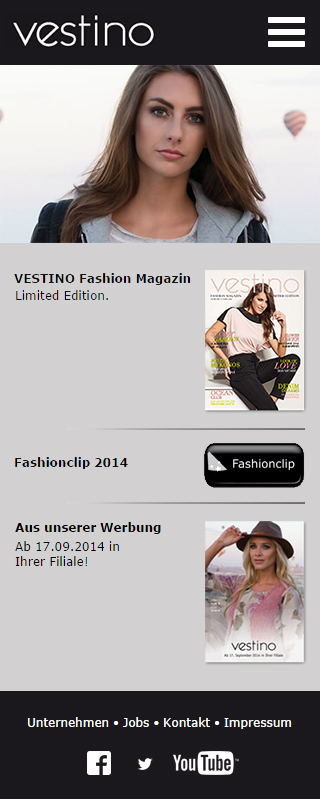 vestino
VESTINO Fashion Magazin
Limited Edition.
vestino
FASHION MAGAZIN
LIMITED EDITION
LOVE
DENIM
OCEAN
CLUB
Fashionclip 2014
Fashionclip
Aus unserer Werbung
Ab 17.09.2014 in
Ihrer Filiale!
vestino
Ab 17. September 2014 in Ihrer Filiale
Unternehmen • Jobs • Kontakt • Impressum
f
YouTube